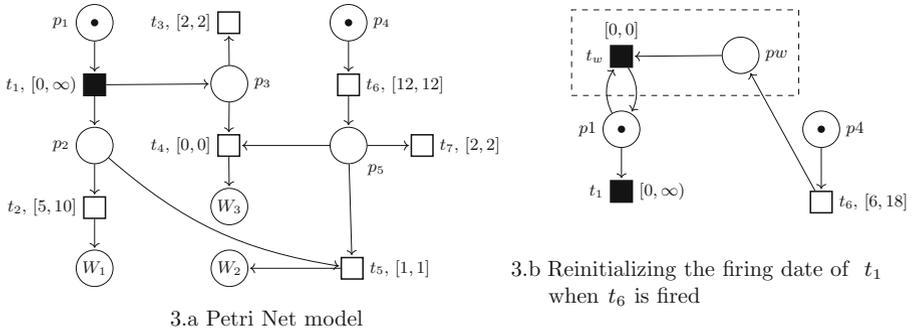 p1
t3, [2, 2]
p4
t1, [0, ∞)
p3
t6, [12, 12]
p2
t4, [0, 0]
p5
t7, [2, 2]
t2, [5, 10]
W3
W1
W2
t5, [1, 1]
3.a Petri Net model
[0, 0]
tw
pw
p1
p4
t1
[0, ∞)
t6, [6, 18]
3.b Reinitializing the firing date of t1
when t6 is fired